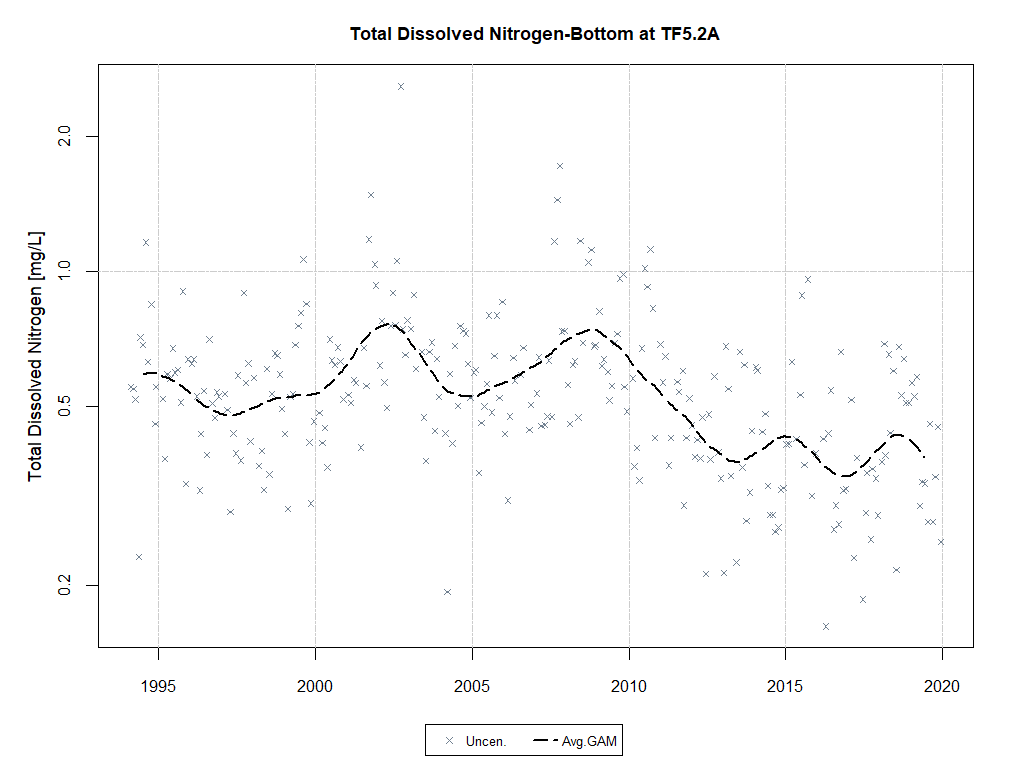 Total Dissolved Nitrogen-Bottom at TF5.2A
Total Dissolved Nitrogen [mg/L]
2.0
1.0
0.5
0.2
1995 2000 2005 2010 2015 2020
Uncen. Avg.GAM